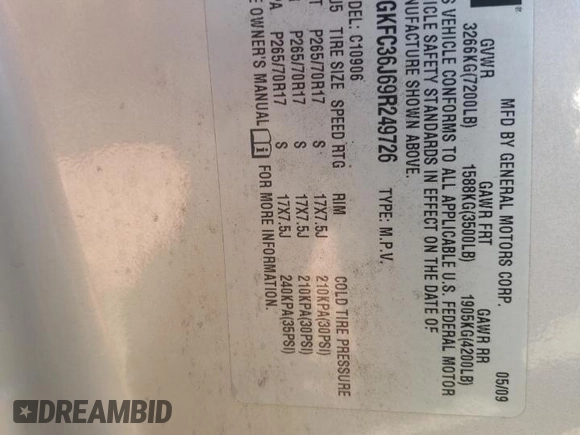 MFD BY GENERAL MOTORS CORP. 05/09
GVWR GAWR FRT GAWR RR
3266KG(7200LB) 1588KG(3500LB) 1905KG(4200LB)
S VEHICLE CONFORMS TO ALL APPLICABLE U.S. FEDERAL MOTOR
ICLE SAFETY STANDARDS IN EFFECT ON THE DATE OF
NUFACTURE SHOWN ABOVE.
GKFC36J69R249726 TYPE: M.P.V.
DEL: C10906
U5 TIRE SIZE SPEED RTG RIM COLD TIRE PRESSURE
T P265/70R17 S 17X7.5J 210KPA(30PSI)
P265/70R17 S 17X7.5J 210KPA(30PSI)
PA P265/70R17 S 17X7.5J 240KPA(35PSI)
E OWNER'S MANUAL i FOR MORE INFORMATION.
DREAMBID